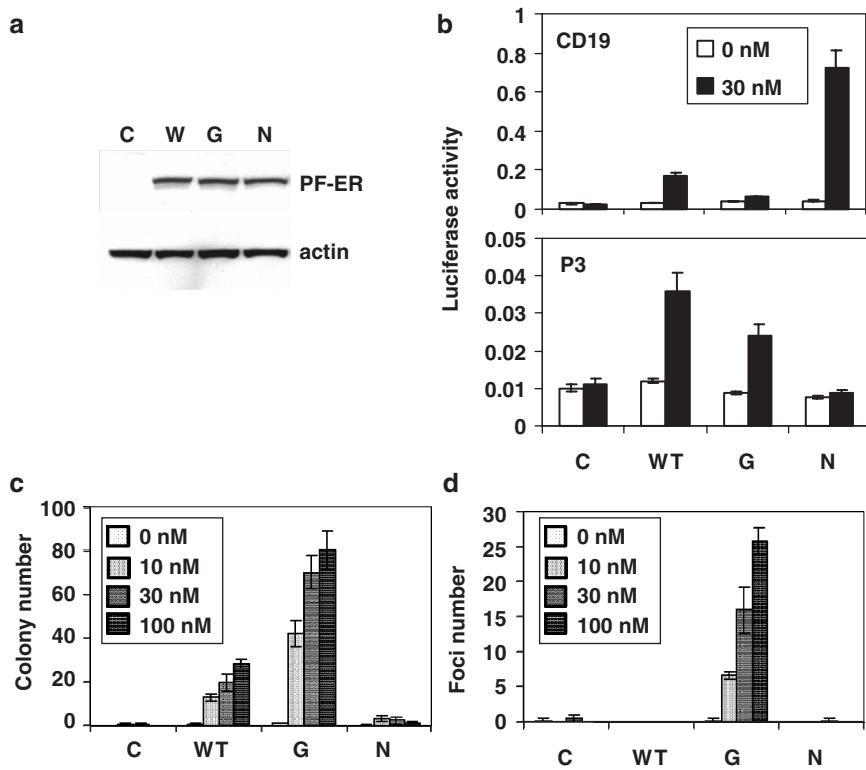 a
C W G N
PF-ER
actin
b
Luciferase activity
CD19
0 nM
30 nM
1
0.8
0.6
0.4
0.2
0
P3
0.05
0.04
0.03
0.02
0.01
0
C WT G N
c
Colony number
100
80
60
40
20
0
0 nM
10 nM
30 nM
100 nM
C WT G N
d
Foci number
30
25
20
15
10
5
0
0 nM
10 nM
30 nM
100 nM
C WT G N